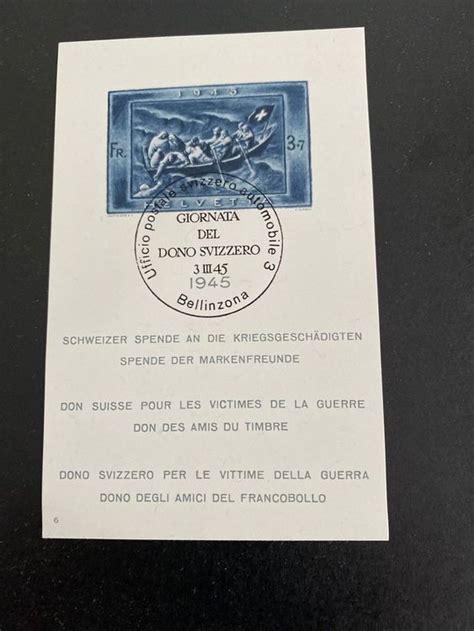 1945
FR.
3+7
HELVETIA
Ufficio postale svizzero automobile 3
GIORNATA
DEL
DONO SVIZZERO
3 III 45
1945
Bellinzona
SCHWEIZER SPENDE AN DIE KRIEGSGESCHÄDIGTEN
SPENDE DER MARKENFREUNDE
DON SUISSE POUR LES VICTIMES DE LA GUERRE
DON DES AMIS DU TIMBRE
DONO SVIZZERO PER LE VITTIME DELLA GUERRA
DONO DEGLI AMICI DEL FRANCOBOLLO
6